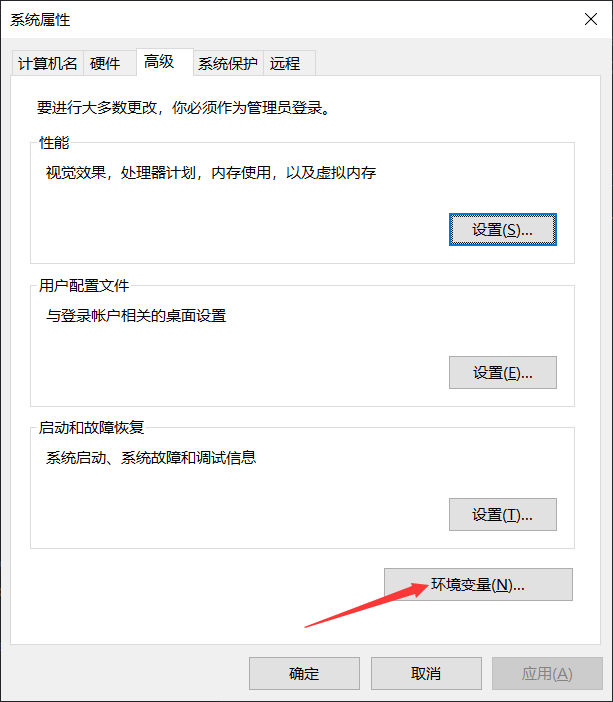 系统属性
计算机名 硬件 高级 系统保护 远程
要进行大多数更改，你必须作为管理员登录。
性能
视觉效果，处理器计划，内存使用，以及虚拟内存
设置(S)...
用户配置文件
与登录帐户相关的桌面设置
设置(E)...
启动和故障恢复
系统启动、系统故障和调试信息
设置(T)...
环境变量(N)...
确定 取消 应用(A)